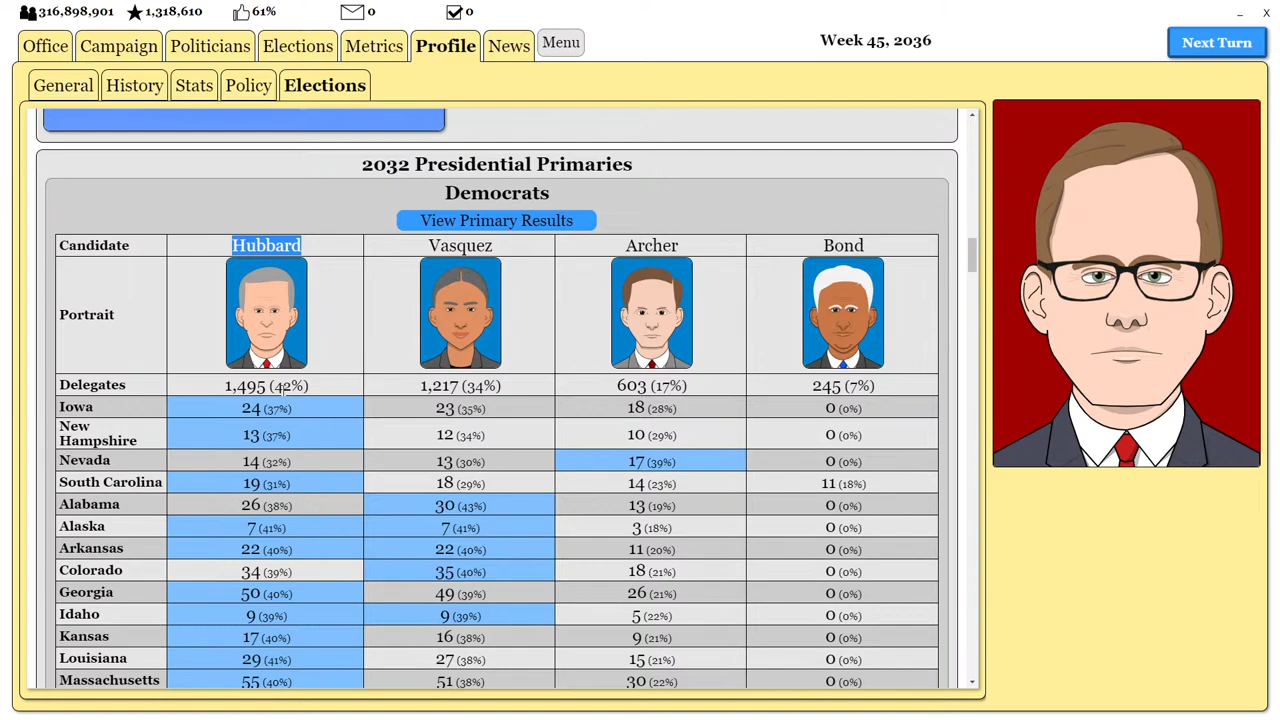 316,898,901 1,318,610 61% 0 0
_ X
Office Campaign Politicians Elections Metrics Profile News Menu
Week 45, 2036
Next Turn
General History Stats Policy Elections
2032 Presidential Primaries
Democrats
View Primary Results
Candidate Hubbard Vasquez Archer Bond
Portrait
Delegates 1,495 (42%) 1,217 (34%) 603 (17%) 245 (7%)
Iowa 24 (37%) 23 (35%) 18 (28%) 0 (0%)
New Hampshire 13 (37%) 12 (34%) 10 (29%) 0 (0%)
Nevada 14 (32%) 13 (30%) 17 (39%) 0 (0%)
South Carolina 19 (31%) 18 (29%) 14 (23%) 11 (18%)
Alabama 26 (38%) 30 (43%) 13 (19%) 0 (0%)
Alaska 7 (41%) 7 (41%) 3 (18%) 0 (0%)
Arkansas 22 (40%) 22 (40%) 11 (20%) 0 (0%)
Colorado 34 (39%) 35 (40%) 18 (21%) 0 (0%)
Georgia 50 (40%) 49 (39%) 26 (21%) 0 (0%)
Idaho 9 (39%) 9 (39%) 5 (22%) 0 (0%)
Kansas 17 (40%) 16 (38%) 9 (21%) 0 (0%)
Louisiana 29 (41%) 27 (38%) 15 (21%) 0 (0%)
Massachusetts 55 (40%) 51 (38%) 30 (22%) 0 (0%)